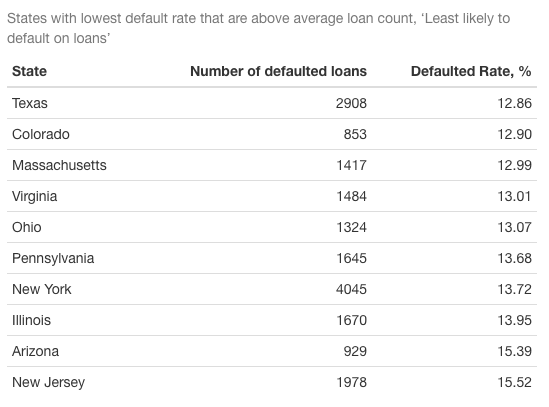 States with lowest default rate that are above average loan count, ‘Least likely to
default on loans’
State Number of defaulted loans Defaulted Rate, %
Texas 2908 12.86
Colorado 853 12.90
Massachusetts 1417 12.99
Virginia 1484 13.01
Ohio 1324 13.07
Pennsylvania 1645 13.68
New York 4045 13.72
Illinois 1670 13.95
Arizona 929 15.39
New Jersey 1978 15.52